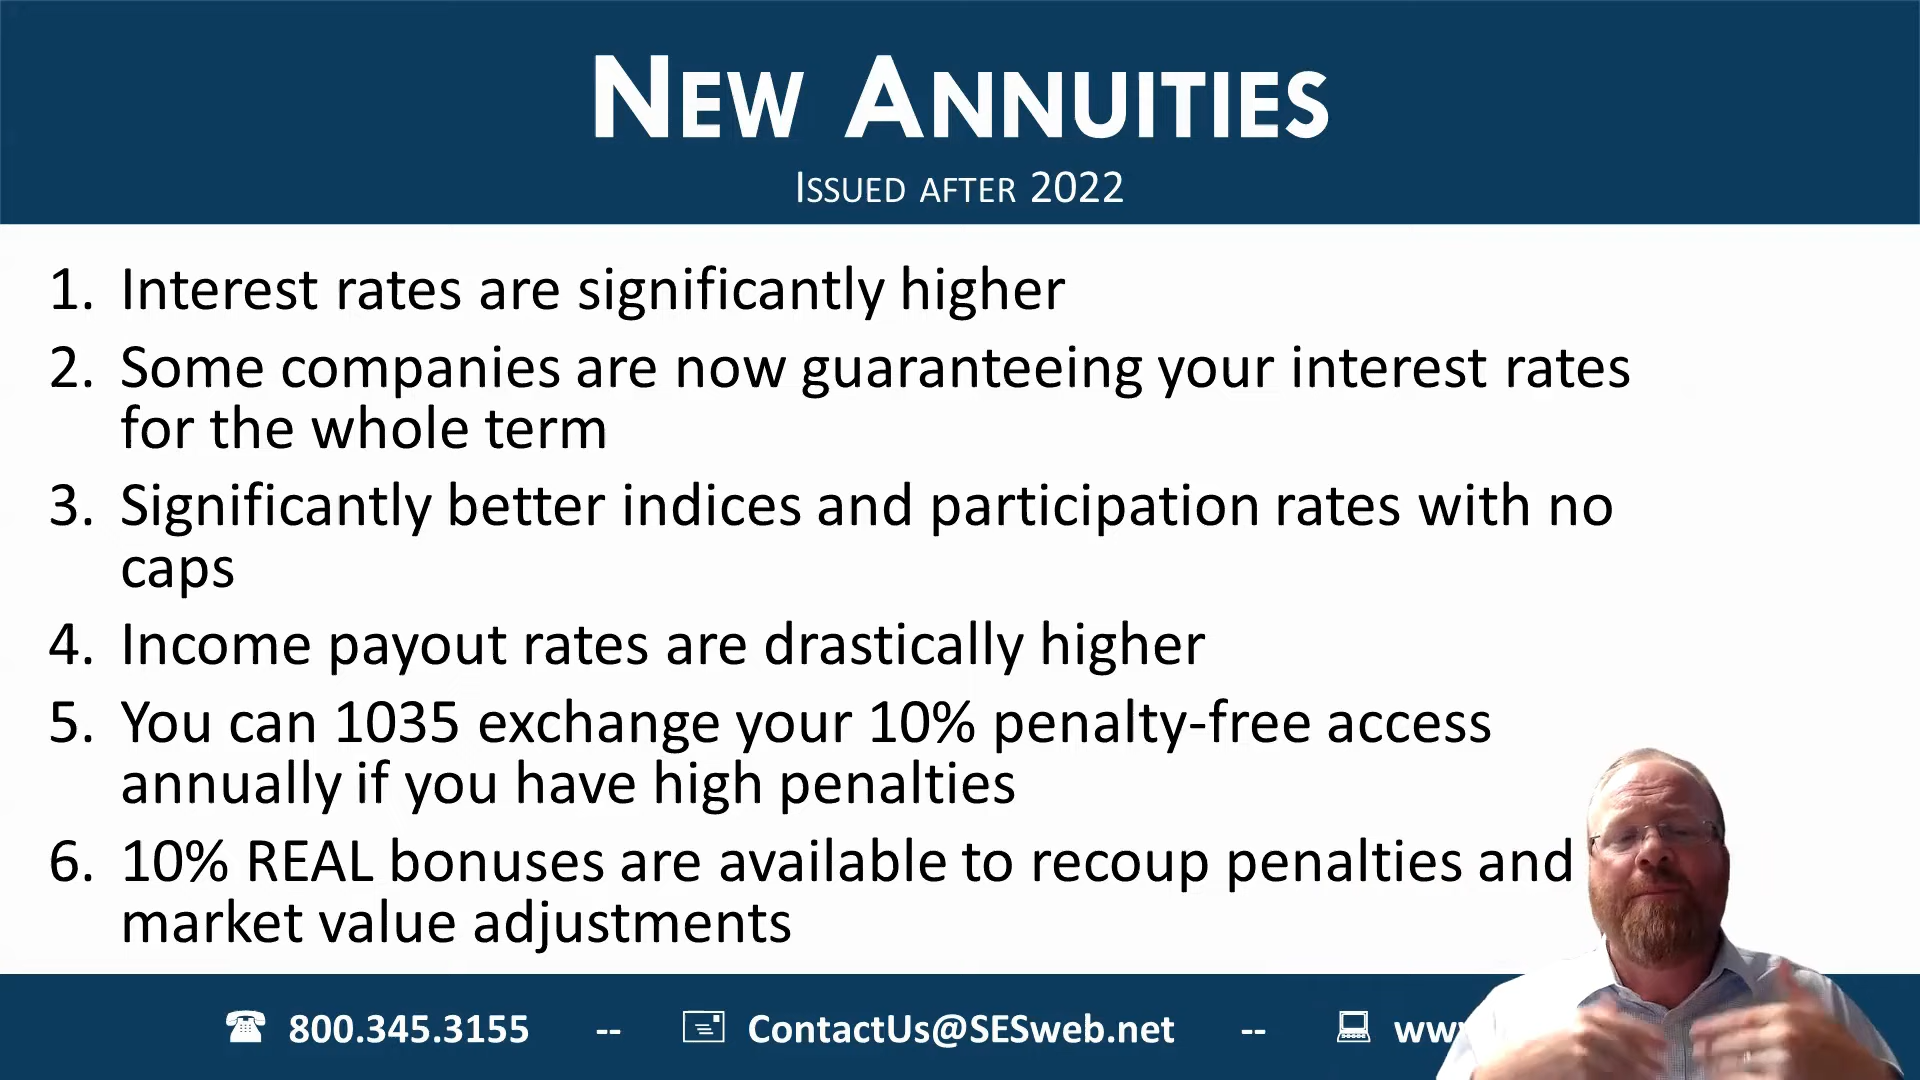 NEW ANNUITIES
ISSUED AFTER 2022
1. Interest rates are significantly higher
2. Some companies are now guaranteeing your interest rates
for the whole term
3. Significantly better indices and participation rates with no
caps
4. Income payout rates are drastically higher
5. You can 1035 exchange your 10% penalty-free access
annually if you have high penalties
6. 10% REAL bonuses are available to recoup penalties and
market value adjustments
800.345.3155 -- ContactUs@SESweb.net --